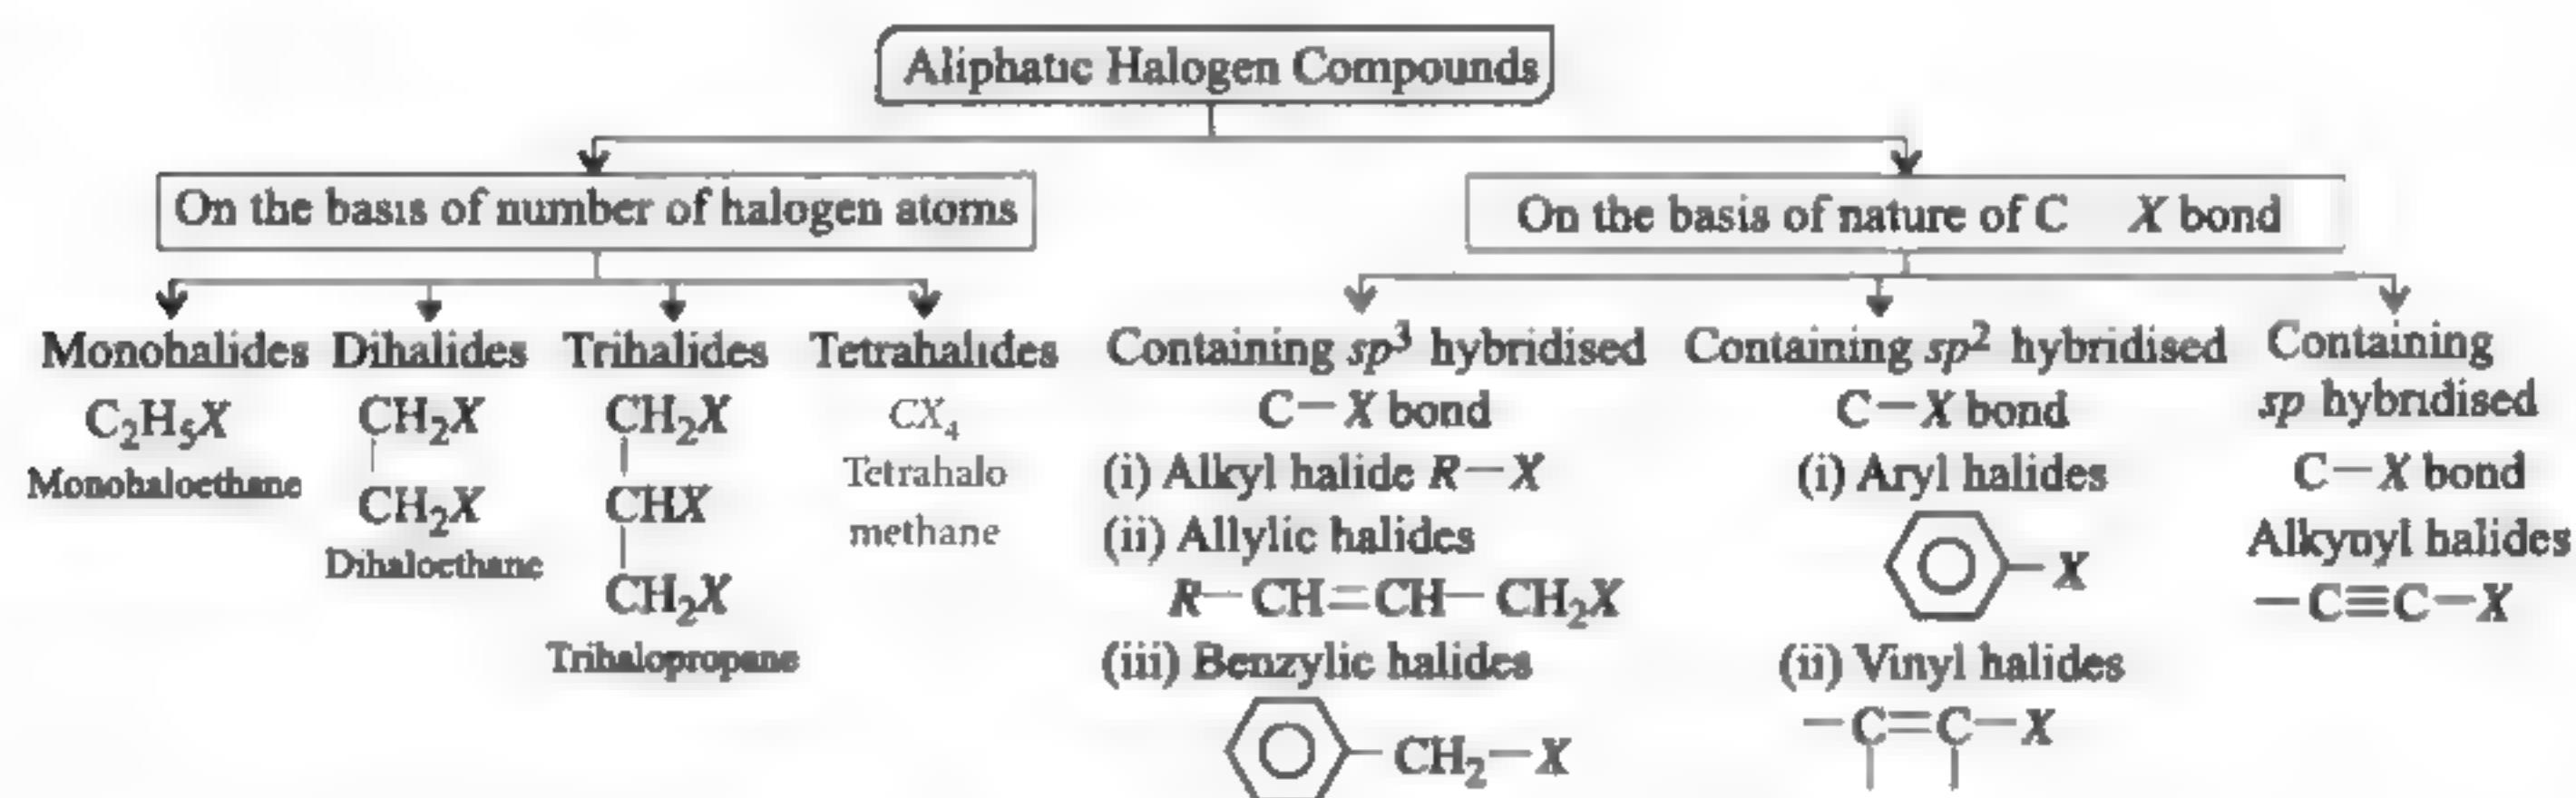 Aliphatic Halogen Compounds
On the basis of number of halogen atoms
On the basis of nature of C X bond
Monohalides
C₂H₅X
Monohaloethane
Dihalides
CH₂X
CH₂X
Dihaloethane
Trihalides
CH₂X
CHX
CH₂X
Trihalopropane
Tetrahalides
CX₄
Tetrahalo
methane
Containing sp³ hybridised
C—X bond
(i) Alkyl halide R—X
(ii) Allylic halides
R—CH=CH—CH₂X
(iii) Benzylic halides
CH₂—X
Containing sp² hybridised
C—X bond
(i) Aryl halides
X
(ii) Vinyl halides
—C=C—X
Containing
sp hybridised
C—X bond
Alkynyl halides
—C≡C—X